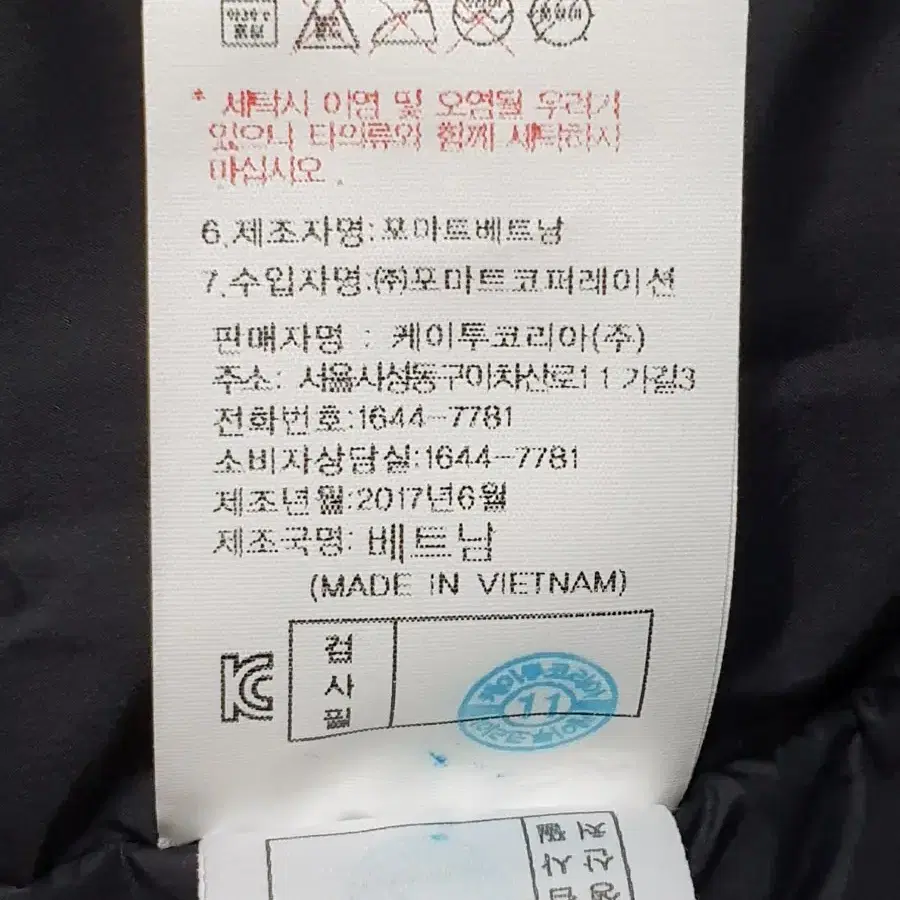 * 세탁시 이염 및 오염될 우려가
있으니 타의류와 함께 세탁하지
마십시오.
6.제조자명:포마트베트남
7.수입자명:(주)포마트코퍼레이션
판매자명 : 케이투코리아(주)
주소: 서울시성동구아차산로11가길3
전화번호:1644-7781
소비자상담실:1644-7781
제조년월:2017년6월
제조국명: 베트남
(MADE IN VIETNAM)
검
사
필
케이투코리아
11